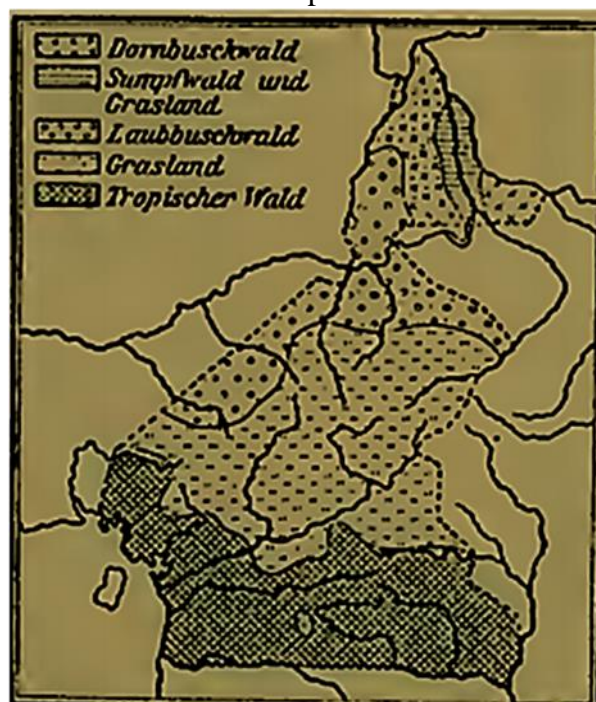 Dornbuschwald
Sumpfwald und
Grasland
Laubbuschwald
Grasland
Tropischer Wald